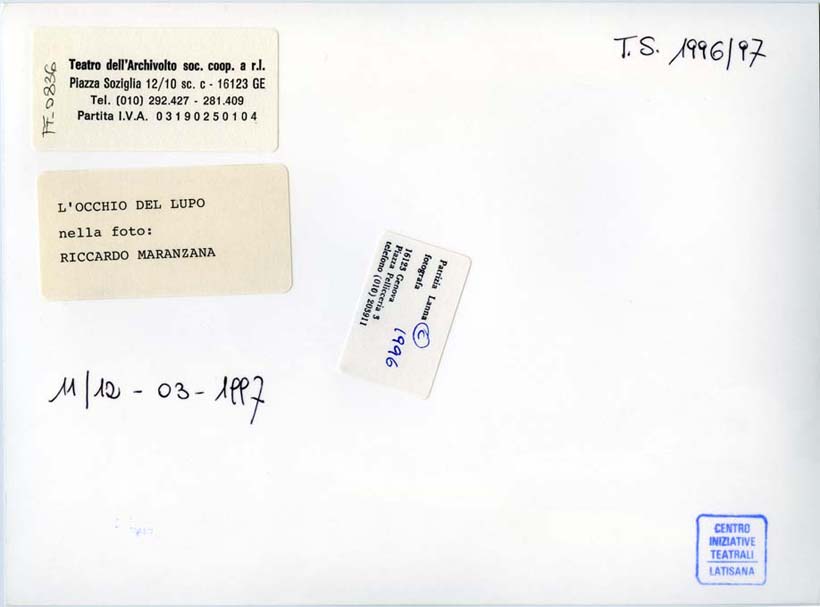 T.S. 1996/97
FF_0836
Teatro dell'Archivolto soc. coop. a r.l.
Piazza Soziglia 12/10 sc. c - 16123 GE
Tel. (010) 292.427 - 281.409
Partita I.V.A. 03190250104
L'OCCHIO DEL LUPO
nella foto:
RICCARDO MARANZANA
Patrizia Lanna © 
fotografa 1996
16123 Genova
Piazza Pellicceria 3
telefono (010) 203911
11/12 - 03 - 1997
CENTRO
INIZIATIVE
TEATRALI
LATISANA